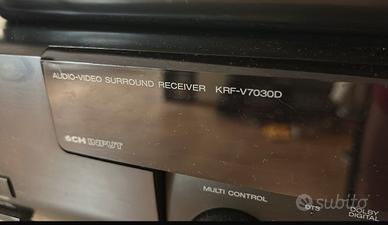 AUDIO-VIDEO SURROUND RECEIVER KRF-V7030D
6CH INPUT
MULTI CONTROL
DTS
DOLBY
DIGITAL
subito